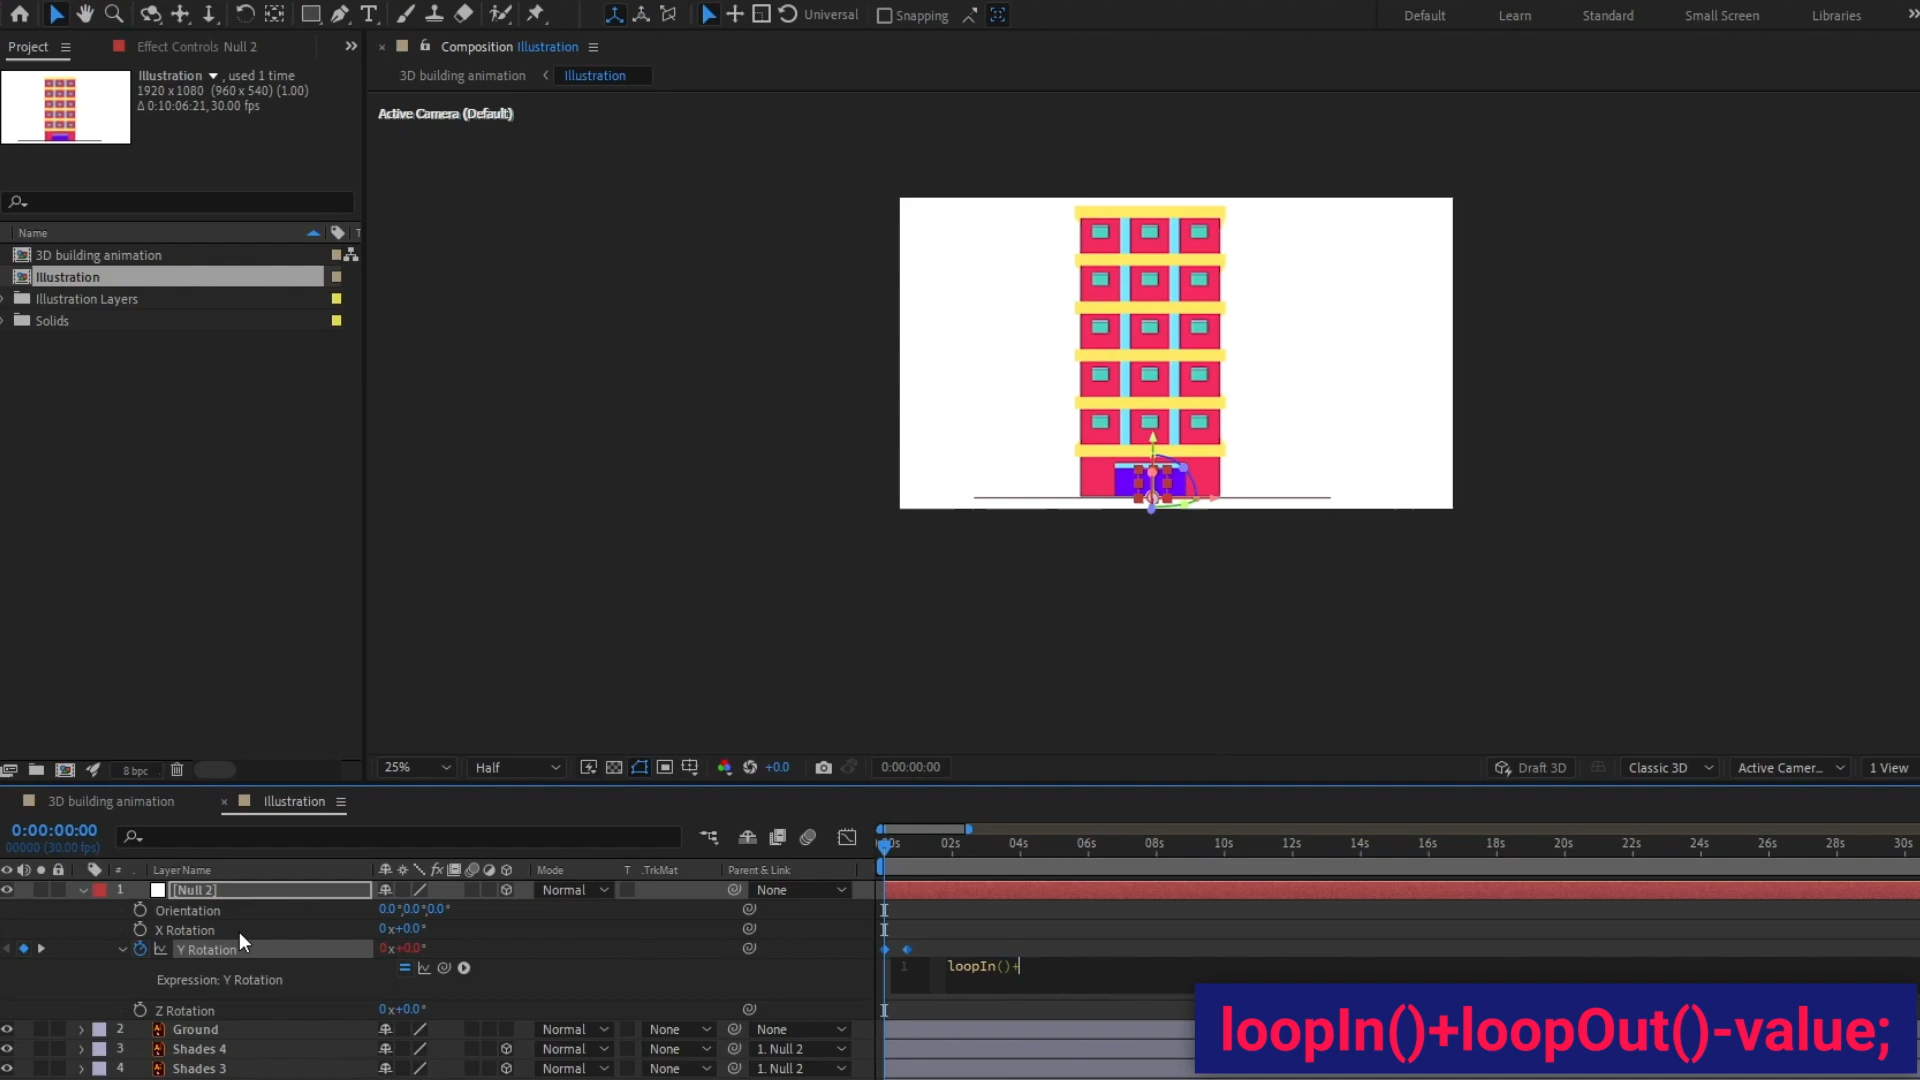 Universal
Snapping
Default
Learn
Standard
Small Screen
Libraries
Project
Effect Controls Null 2
Composition Illustration
Illustration , used 1 time
1920 x 1080 (960 x 540) (1.00)
Δ 0:10:06:21, 30.00 fps
3D building animation
Illustration
Active Camera (Default)
Name
T
3D building animation
Illustration
Illustration Layers
Solids
8 bpc
25%
Half
+0.0
0:00:00:00
Draft 3D
Classic 3D
Active Camer...
1 View
3D building animation
Illustration
0:00:00:00
00000 (30.00 fps)
02s
04s
06s
08s
10s
12s
14s
16s
18s
20s
22s
24s
26s
28s
30s
# . Layer Name
Mode
T .TrkMat
Parent & Link
1 [Null 2] Normal None
Orientation 0.0°,0.0°,0.0°
X Rotation 0x+0.0°
Y Rotation 0x+0.0°
Expression: Y Rotation
1 loopIn()+
Z Rotation 0x+0.0°
2 Ground Normal None None
3 Shades 4 Normal None 1. Null 2
4 Shades 3 Normal None 1. Null 2
loopIn()+loopOut()-value;